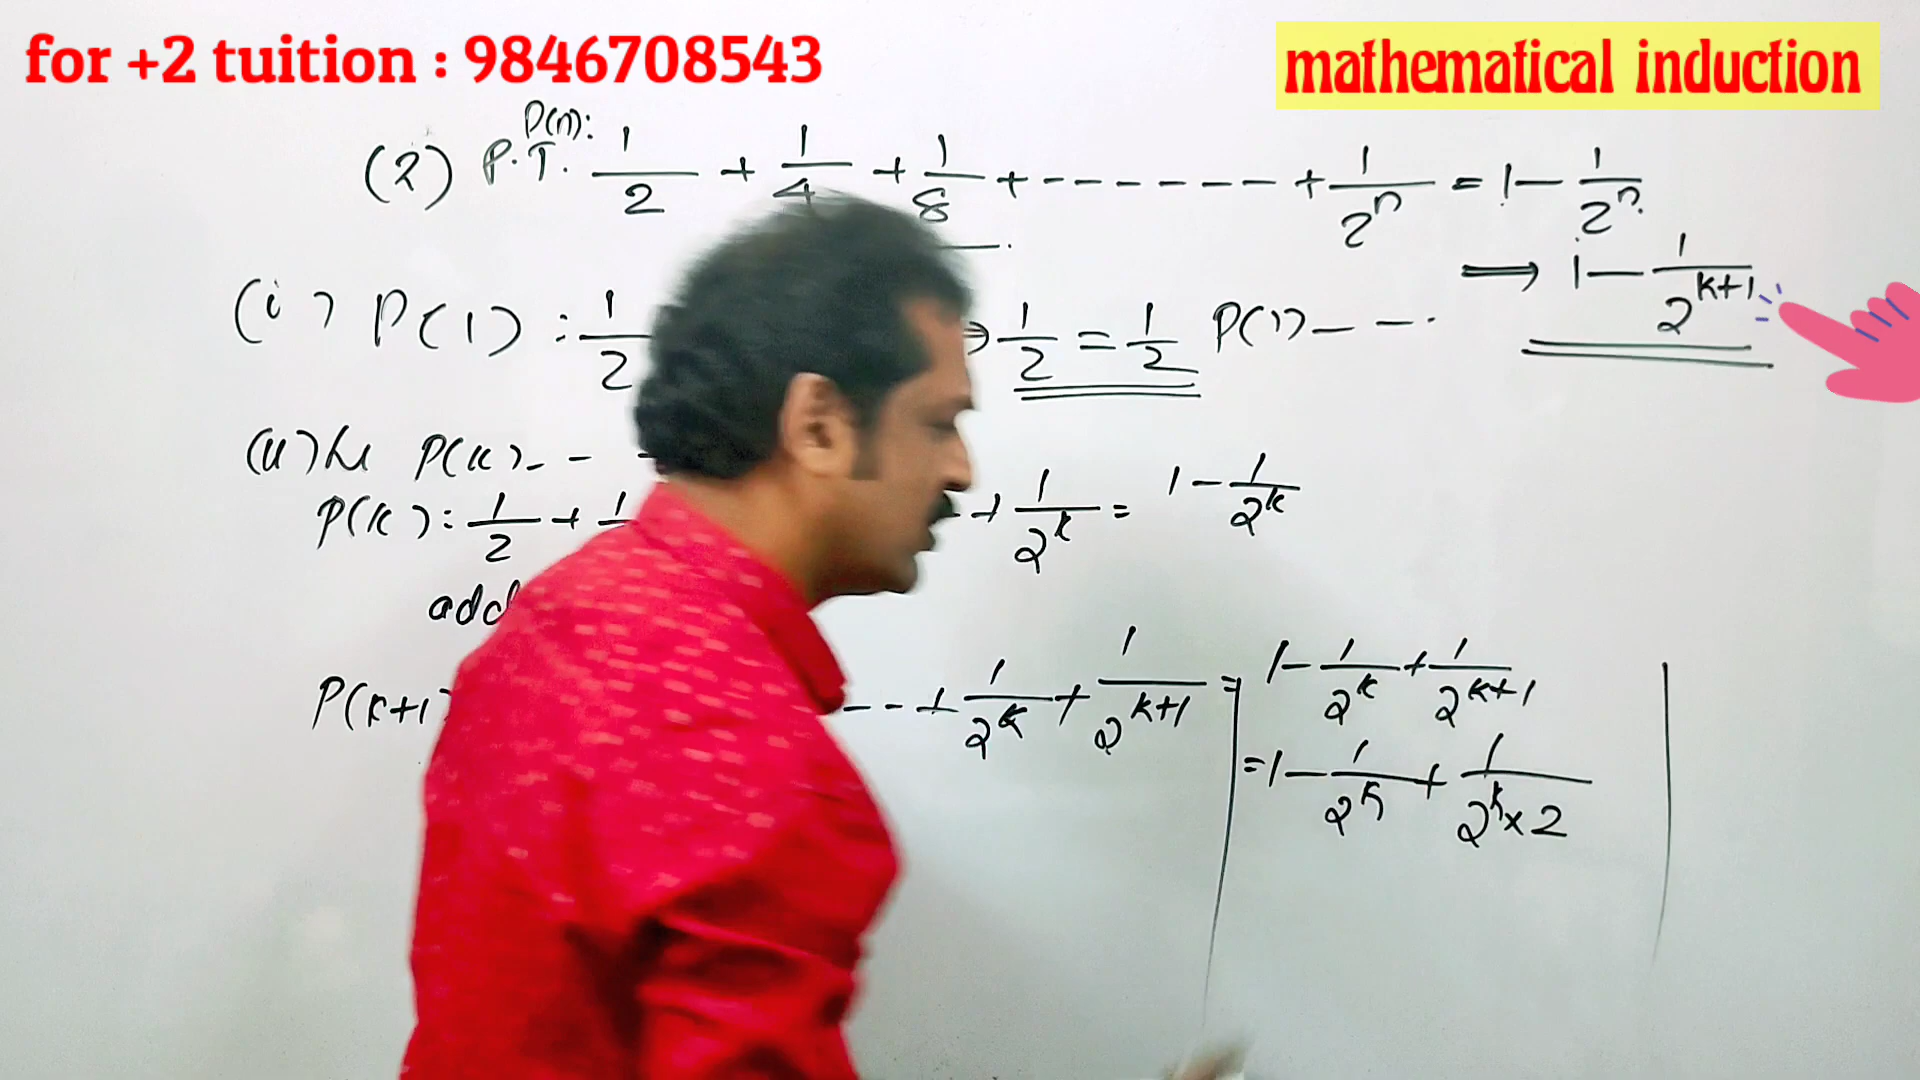 for +2 tuition : 9846708543
mathematical induction
P(n):
(2) P.T. 1/2 + 1/4 + 1/8 + - - - - - - - + 1/2^n = 1 - 1/2^n.
⟹ 1 - 1/2^(k+1)
(i) P(1) : 1/2 ⇒ 1/2 = 1/2 P(1) - - -
(ii) P(k) - -
P(k) : 1/2 + 1 + 1/2^k = 1 - 1/2^k
add
P(k+1) - - + 1/2^k + 1/2^(k+1) = 1 - 1/2^k + 1/2^(k+1)
= 1 - 1/2^k + 1/2^k×2